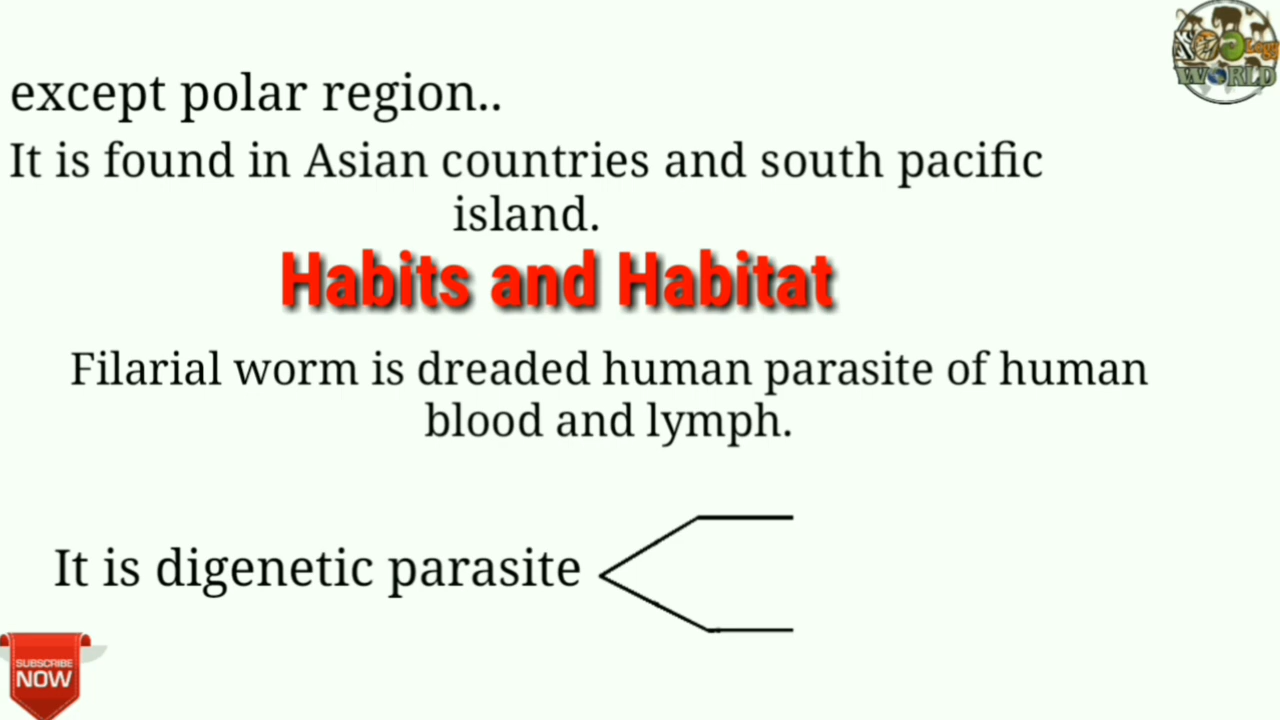 except polar region..
It is found in Asian countries and south pacific
island.
Habits and Habitat
Filarial worm is dreaded human parasite of human
blood and lymph.
It is digenetic parasite
SUBSCRIBE
NOW
WORLD